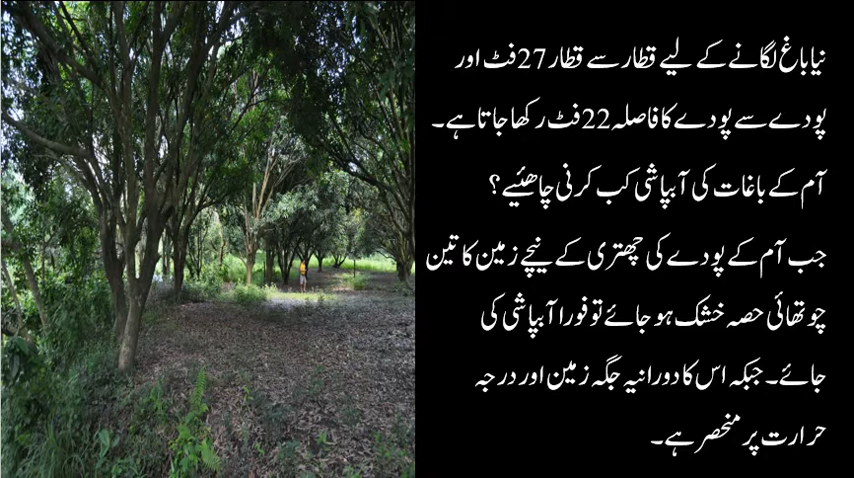 نیا باغ لگانے کے لیے قطار سے قطار 27 فٹ اور
پودے سے پودے کا فاصلہ 22 فٹ رکھا جاتا ہے۔
آم کے باغات کی آبپاشی کب کرنی چاھئیے؟
جب آم کے پودے کی چھتری کے نیچے زمین کا تین
چوتھائی حصہ خشک ہو جائے تو فورا آبپاشی کی
جائے۔ جبکہ اس کا دورانیہ جگہ زمین اور درجہ
حرارت پر منحصر ہے۔